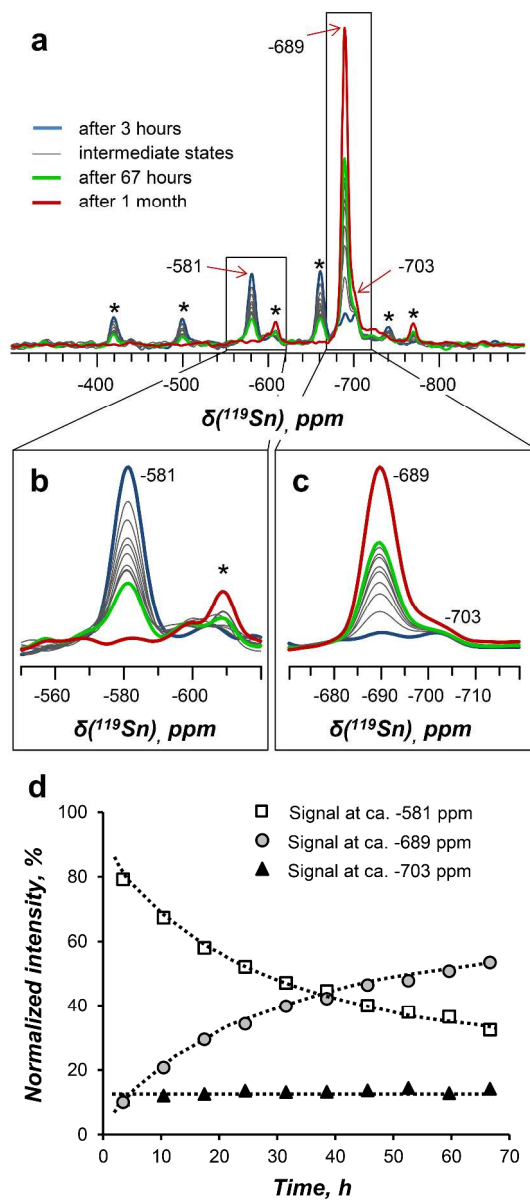 a
-689
after 3 hours
intermediate states
after 67 hours
after 1 month
-581
-703
* * * * * *
-400 -500 -600 -700 -800
δ(¹¹⁹Sn), ppm
b
-581
*
-560 -580 -600
δ(¹¹⁹Sn), ppm
c
-689
-703
-680 -690 -700 -710
δ(¹¹⁹Sn), ppm
d
100
80
60
40
20
0
Normalized intensity, %
Signal at ca. -581 ppm
Signal at ca. -689 ppm
Signal at ca. -703 ppm
0 10 20 30 40 50 60 70
Time, h